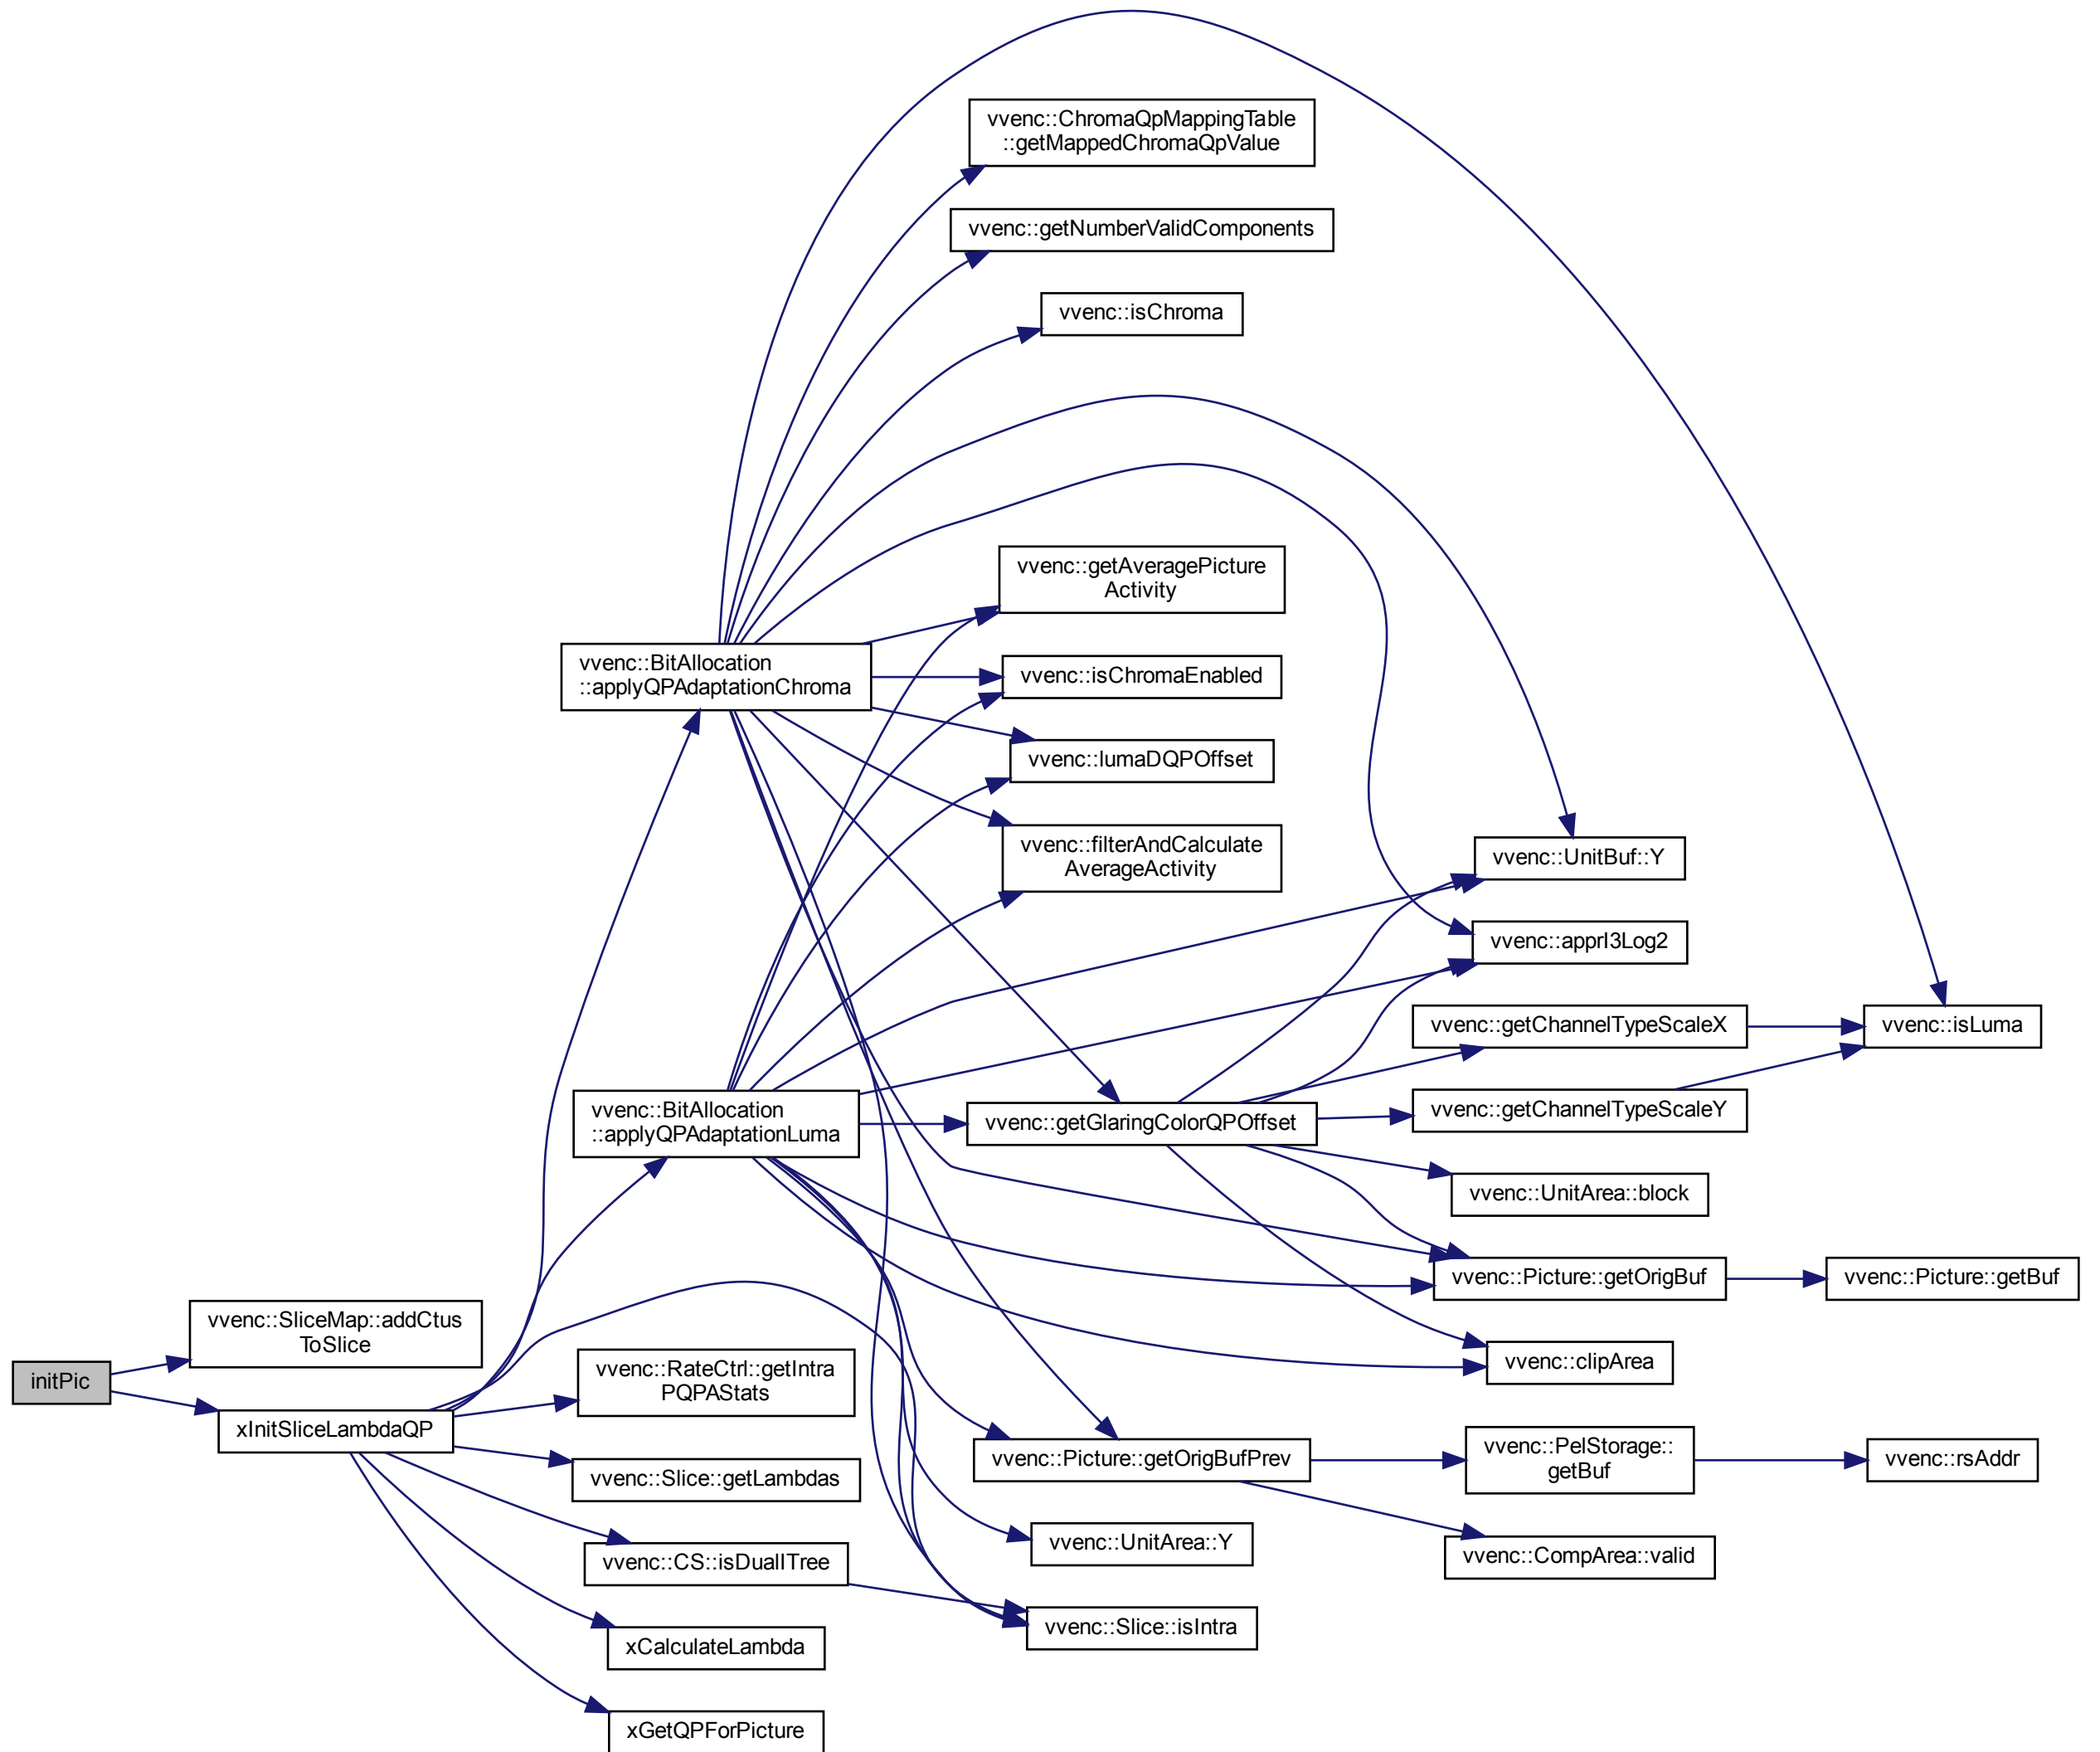 vvenc::ChromaQpMappingTable
::getMappedChromaQpValue
vvenc::getNumberValidComponents
vvenc::isChroma
vvenc::getAveragePicture
Activity
vvenc::BitAllocation
::applyQPAdaptationChroma
vvenc::isChromaEnabled
vvenc::lumaDQPOffset
vvenc::filterAndCalculate
AverageActivity
vvenc::UnitBuf::Y
vvenc::apprI3Log2
vvenc::getChannelTypeScaleX
vvenc::isLuma
vvenc::BitAllocation
::applyQPAdaptationLuma
vvenc::getGlaringColorQPOffset
vvenc::getChannelTypeScaleY
vvenc::UnitArea::block
vvenc::Picture::getOrigBuf
vvenc::Picture::getBuf
vvenc::SliceMap::addCtus
ToSlice
vvenc::clipArea
initPic
vvenc::RateCtrl::getIntra
PQPAStats
xInitSliceLambdaQP
vvenc::Picture::getOrigBufPrev
vvenc::PelStorage::
getBuf
vvenc::rsAddr
vvenc::Slice::getLambdas
vvenc::UnitArea::Y
vvenc::CompArea::valid
vvenc::CS::isDualITree
vvenc::Slice::isIntra
xCalculateLambda
xGetQPForPicture